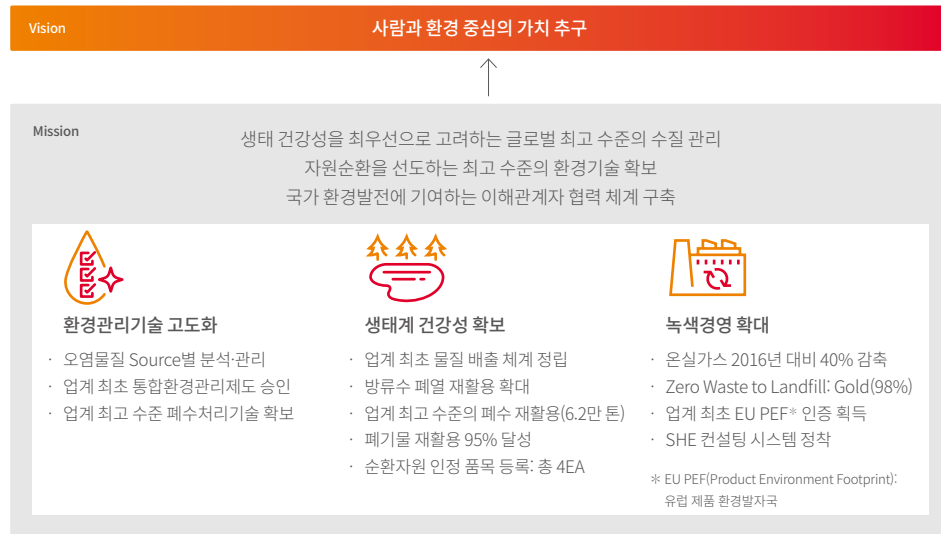 Vision
사람과 환경 중심의 가치 추구
Mission
생태 건강성을 최우선으로 고려하는 글로벌 최고 수준의 수질 관리
자원순환을 선도하는 최고 수준의 환경기술 확보
국가 환경발전에 기여하는 이해관계자 협력 체계 구축
환경관리기술 고도화
· 오염물질 Source별 분석·관리
· 업계 최초 통합환경관리제도 승인
· 업계 최고 수준 폐수처리기술 확보
생태계 건강성 확보
· 업계 최초 물질 배출 체계 정립
· 방류수 폐열 재활용 확대
· 업계 최고 수준의 폐수 재활용(6.2만 톤)
· 폐기물 재활용 95% 달성
· 순환자원 인정 품목 등록: 총 4EA
녹색경영 확대
· 온실가스 2016년 대비 40% 감축
· Zero Waste to Landfill: Gold(98%)
· 업계 최초 EU PEF* 인증 획득
· SHE 컨설팅 시스템 정착
* EU PEF(Product Environment Footprint):
유럽 제품 환경발자국